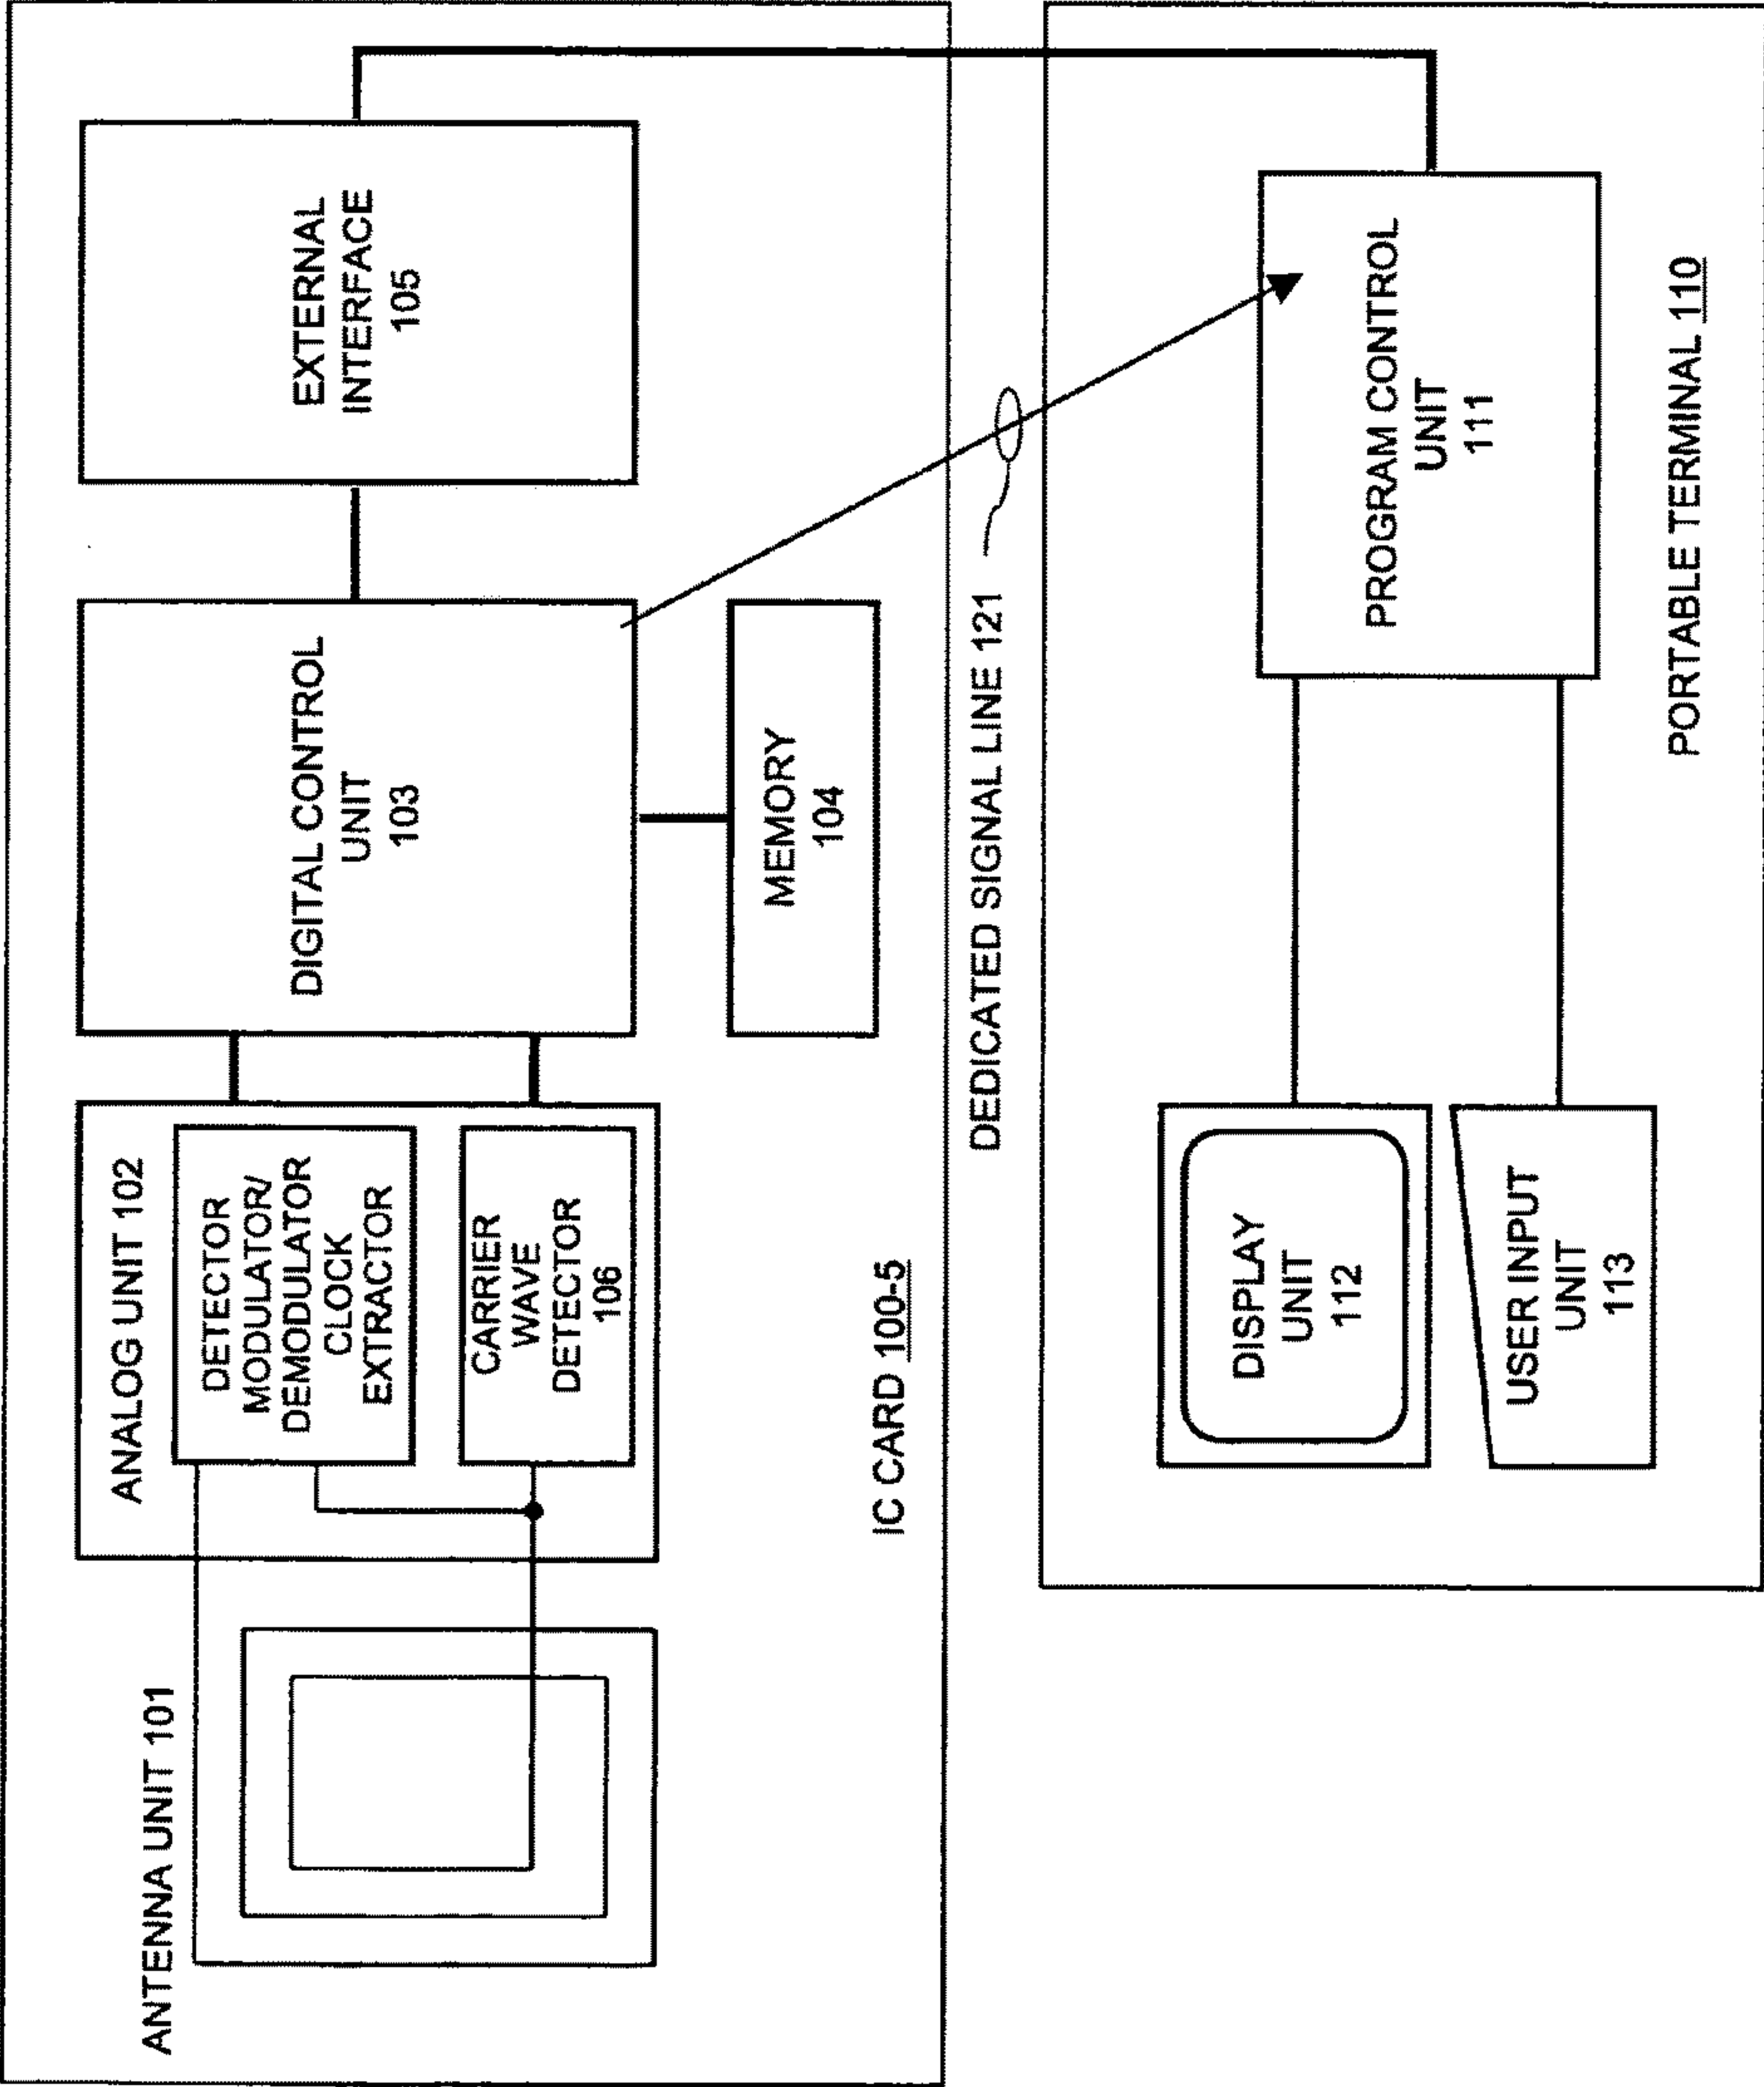 ANTENNA UNIT 101
ANALOG UNIT 102
DETECTOR
MODULATOR/
DEMODULATOR
CLOCK
EXTRACTOR
CARRIER
WAVE
DETECTOR
106
DIGITAL CONTROL
UNIT
103
EXTERNAL
INTERFACE
105
MEMORY
104
IC CARD 100-5
DEDICATED SIGNAL LINE 121
DISPLAY
UNIT
112
USER INPUT
UNIT
113
PROGRAM CONTROL
UNIT
111
PORTABLE TERMINAL 110